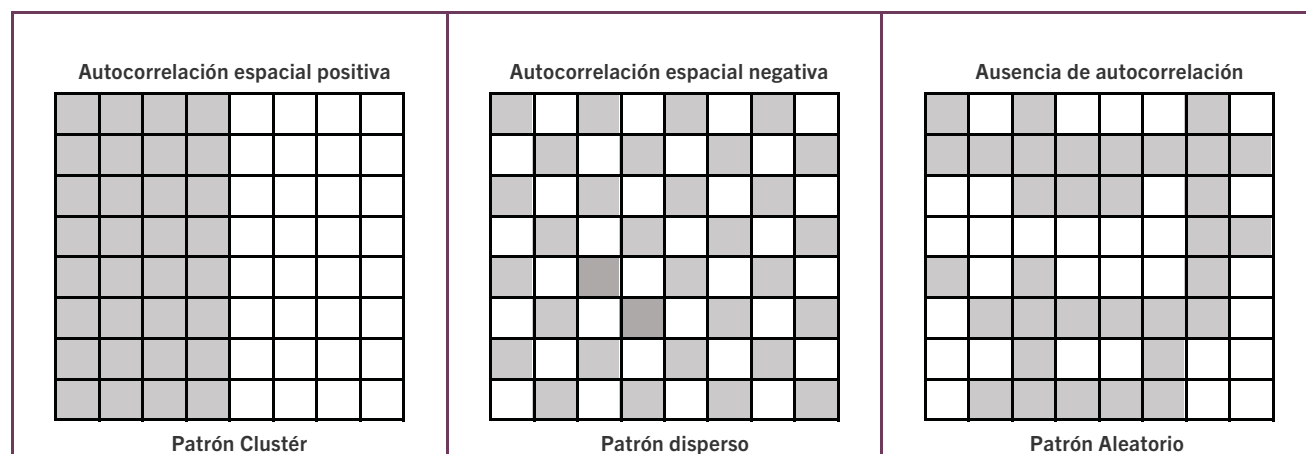 Autocorrelación espacial positiva
Autocorrelación espacial negativa
Ausencia de autocorrelación
Patrón Clustér
Patrón disperso
Patrón Aleatorio